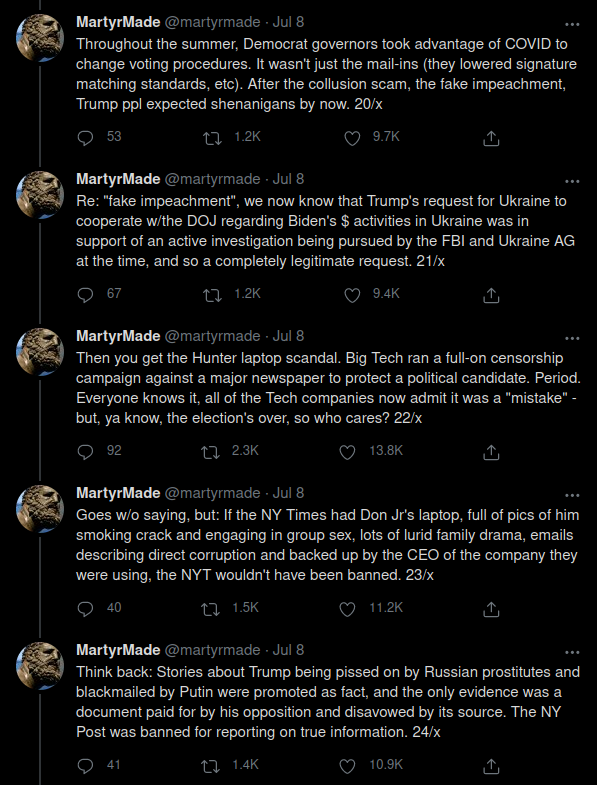 MartyrMade @martyrmade · Jul 8
Throughout the summer, Democrat governors took advantage of COVID to
change voting procedures. It wasn't just the mail-ins (they lowered signature
matching standards, etc). After the collusion scam, the fake impeachment,
Trump ppl expected shenanigans by now. 20/x
53 1.2K 9.7K
MartyrMade @martyrmade · Jul 8
Re: "fake impeachment", we now know that Trump's request for Ukraine to
cooperate w/the DOJ regarding Biden's $ activities in Ukraine was in
support of an active investigation being pursued by the FBI and Ukraine AG
at the time, and so a completely legitimate request. 21/x
67 1.2K 9.4K
MartyrMade @martyrmade · Jul 8
Then you get the Hunter laptop scandal. Big Tech ran a full-on censorship
campaign against a major newspaper to protect a political candidate. Period.
Everyone knows it, all of the Tech companies now admit it was a "mistake" -
but, ya know, the election's over, so who cares? 22/x
92 2.3K 13.8K
MartyrMade @martyrmade · Jul 8
Goes w/o saying, but: If the NY Times had Don Jr's laptop, full of pics of him
smoking crack and engaging in group sex, lots of lurid family drama, emails
describing direct corruption and backed up by the CEO of the company they
were using, the NYT wouldn't have been banned. 23/x
40 1.5K 11.2K
MartyrMade @martyrmade · Jul 8
Think back: Stories about Trump being pissed on by Russian prostitutes and
blackmailed by Putin were promoted as fact, and the only evidence was a
document paid for by his opposition and disavowed by its source. The NY
Post was banned for reporting on true information. 24/x
41 1.4K 10.9K